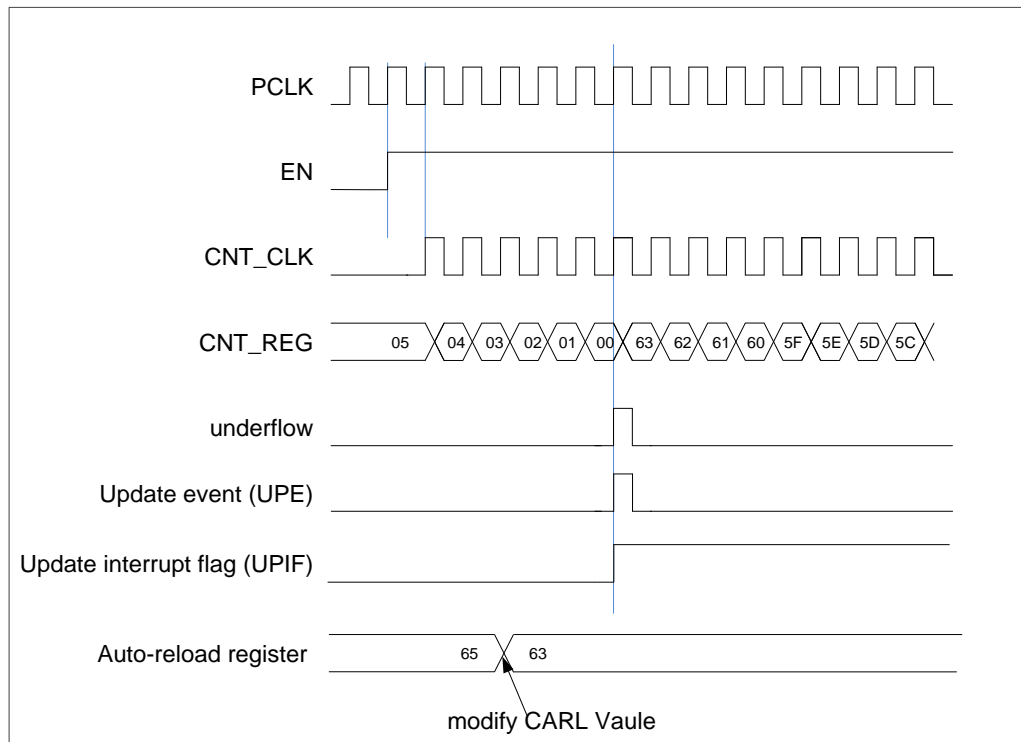 PCLK
EN
CNT_CLK
CNT_REG
05 04 03 02 01 00 63 62 61 60 5F 5E 5D 5C
underflow
Update event (UPE)
Update interrupt flag (UPIF)
Auto-reload register
65 63
modify CARL Vaule